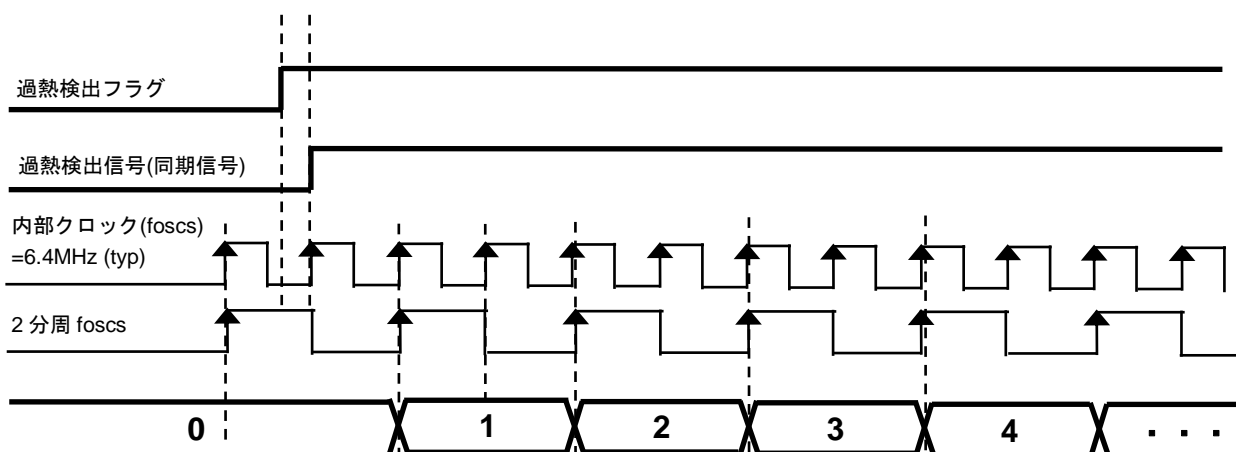 過熱検出フラグ
過熱検出信号(同期信号)
内部クロック(foscs)
=6.4MHz (typ)
2 分周 foscs
0 1 2 3 4 ・・・